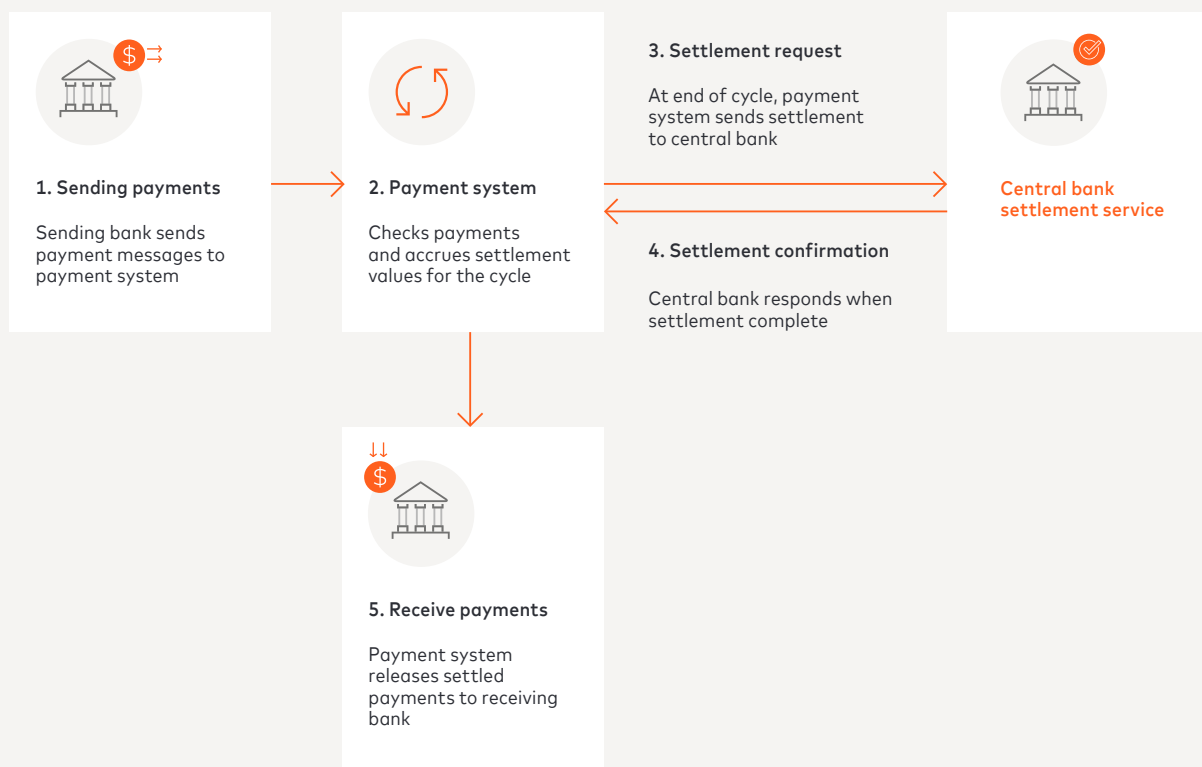 1. Sending payments
Sending bank sends
payment messages to
payment system
2. Payment system
Checks payments
and accrues settlement
values for the cycle
3. Settlement request
At end of cycle, payment
system sends settlement
to central bank
4. Settlement confirmation
Central bank responds when
settlement complete
Central bank
settlement service
5. Receive payments
Payment system
releases settled
payments to receiving
bank